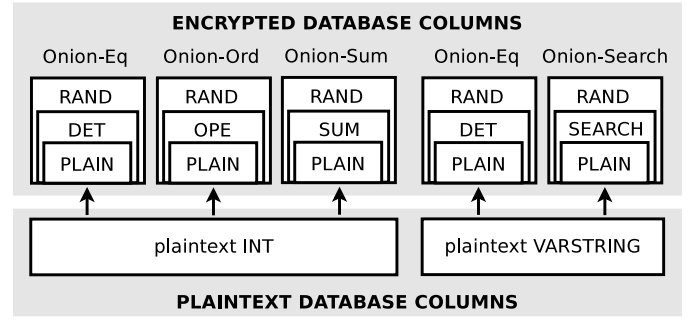 ENCRYPTED DATABASE COLUMNS
Onion-Eq Onion-Ord Onion-Sum Onion-Eq Onion-Search
RAND RAND RAND RAND RAND
DET OPE SUM DET SEARCH
PLAIN PLAIN PLAIN PLAIN PLAIN
plaintext INT plaintext VARSTRING
PLAINTEXT DATABASE COLUMNS